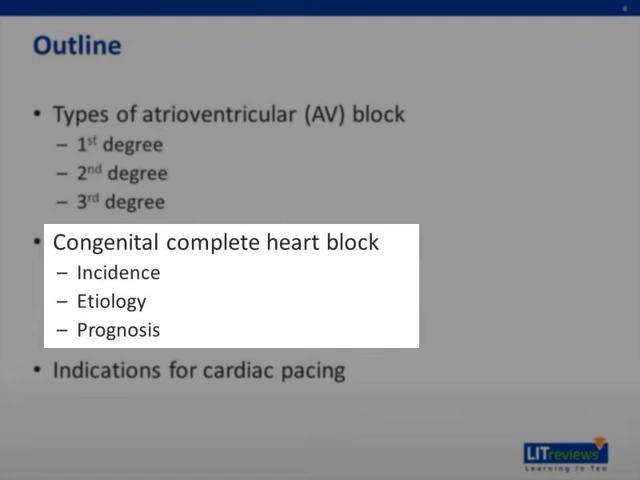 4
Outline
• Types of atrioventricular (AV) block
– 1st degree
– 2nd degree
– 3rd degree
• Congenital complete heart block
– Incidence
– Etiology
– Prognosis
• Indications for cardiac pacing
LITreviews
Learning In Ten